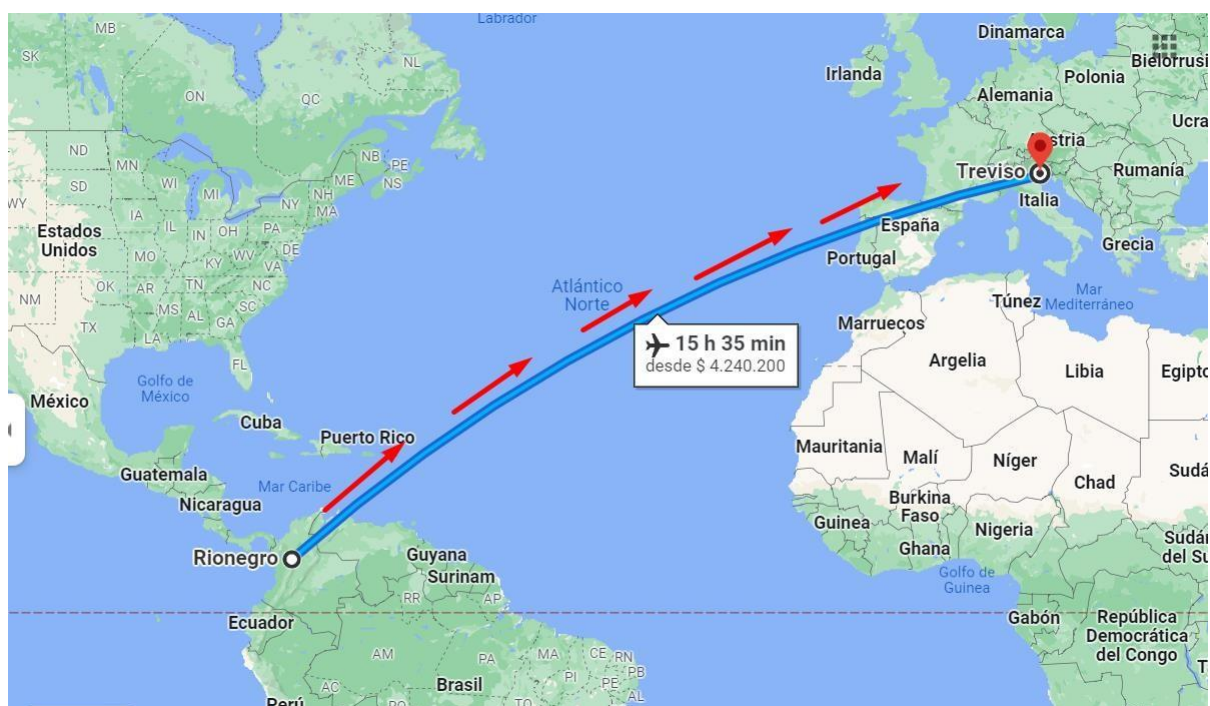 Labrador
MB
SK
NL
ON
QC
ND
MN
NB
PE
NS
SD
WI
MI
ME
NH
MA
NY
WY
IA
IL
IN
OH
PA
Estados
Unidos
MO
KY
WV
DE
VA
OK
AR
TN
NC
SC
NM
MS
AL
GA
TX
LA
FL
Golfo de
México
México
Cuba
Puerto Rico
Guatemala
Mar Caribe
Nicaragua
Rionegro
Guyana
Surinam
RR
AP
Ecuador
AM
PA
MA
CE
RN
PB
PI
PE
AL
AC
Brasil
TO
Perú
RO
Atlántico
Norte
15 h 35 min
desde $ 4.240.200
Dinamarca
Irlanda
Polonia
Bielorrusi
Alemania
Ucra
stria
Treviso
Rumanía
Italia
España
Portugal
Grecia
Mar
Mediterráneo
Túnez
Marruecos
Argelia
Libia
Egipto
Mauritania
Malí
Níger
Chad
Sudá
Burkina
Faso
Guinea
Nigeria
Ghana
Sudán
del Su
Golfo de
Guinea
Gabón
República
Democrática
del Congo